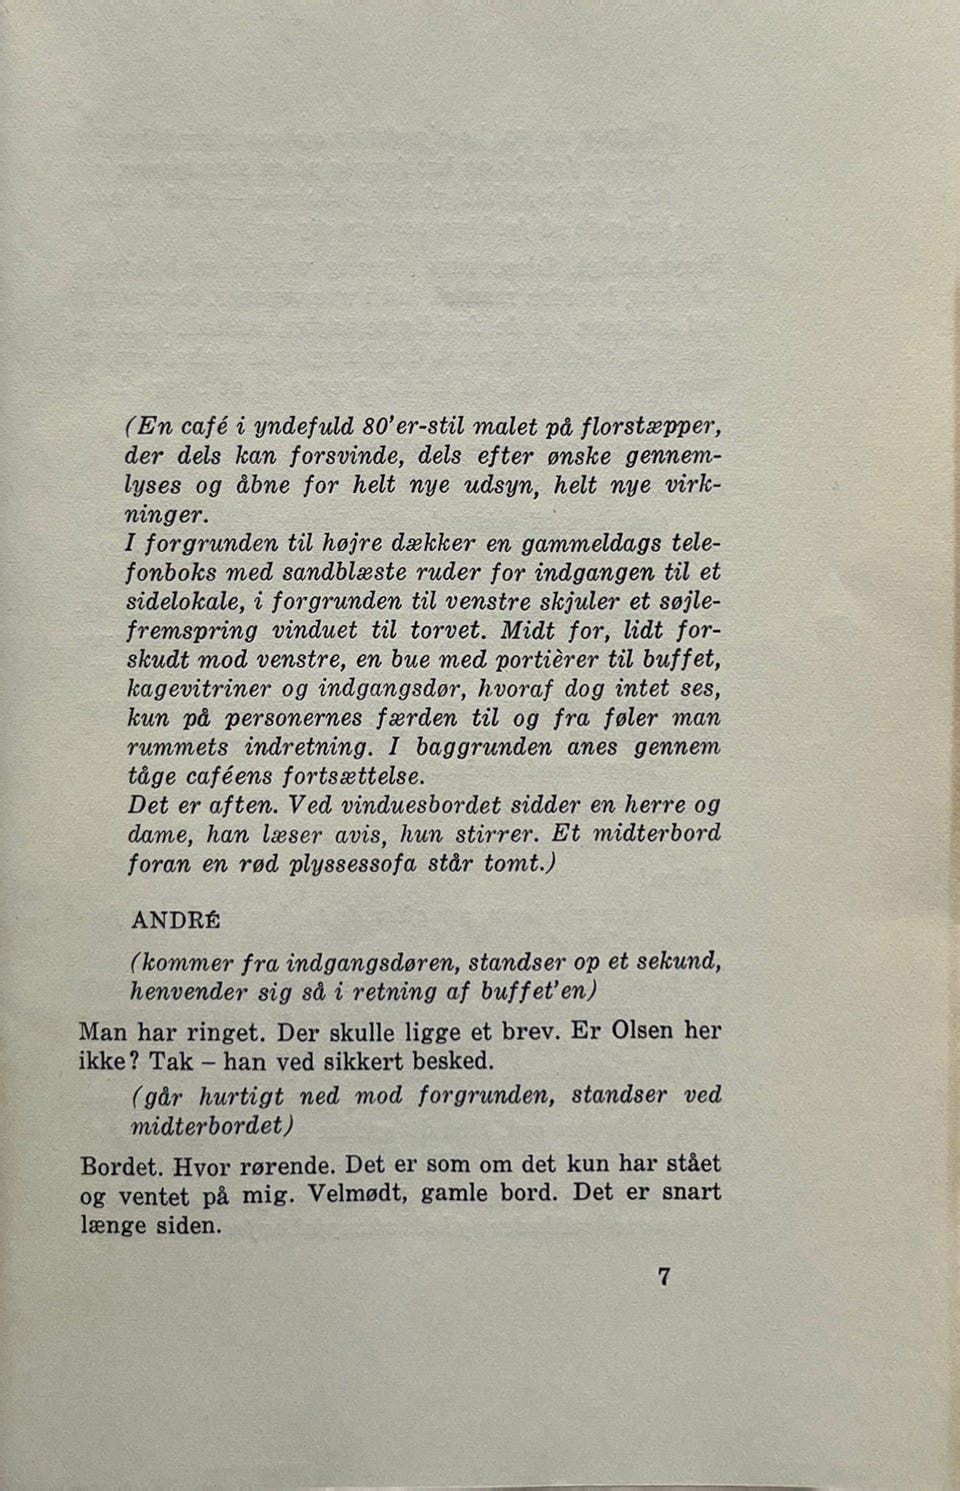 (En café i yndefuld 80'er-stil malet på florstæpper,
der dels kan forsvinde, dels efter ønske gennem-
lyses og åbne for helt nye udsyn, helt nye virk-
ninger.
I forgrunden til højre dækker en gammeldags tele-
fonboks med sandblæste ruder for indgangen til et
sidelokale, i forgrunden til venstre skjuler et søjle-
fremspring vinduet til torvet. Midt for, lidt for-
skudt mod venstre, en bue med portièrer til buffet,
kagevitriner og indgangsdør, hvoraf dog intet ses,
kun på personernes færden til og fra føler man
rummets indretning. I baggrunden anes gennem
tåge caféens fortsættelse.
Det er aften. Ved vinduesbordet sidder en herre og
dame, han læser avis, hun stirrer. Et midterbord
foran en rød plyssessofa står tomt.)
ANDRÉ
(kommer fra indgangsdøren, standser op et sekund,
henvender sig så i retning af buffet'en)
Man har ringet. Der skulle ligge et brev. Er Olsen her
ikke? Tak – han ved sikkert besked.
(går hurtigt ned mod forgrunden, standser ved
midterbordet)
Bordet. Hvor rørende. Det er som om det kun har stået
og ventet på mig. Velmødt, gamle bord. Det er snart
længe siden.
7